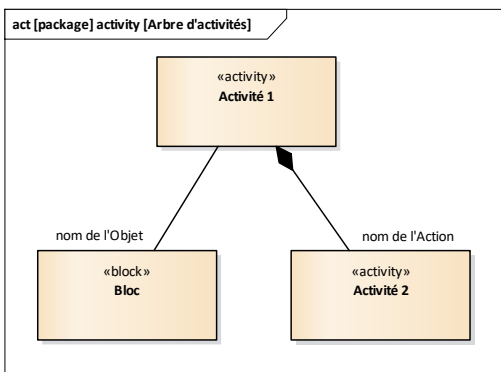 act [package] activity [Arbre d'activités]
«activity»
Activité 1
nom de l'Objet
nom de l'Action
«block»
Bloc
«activity»
Activité 2